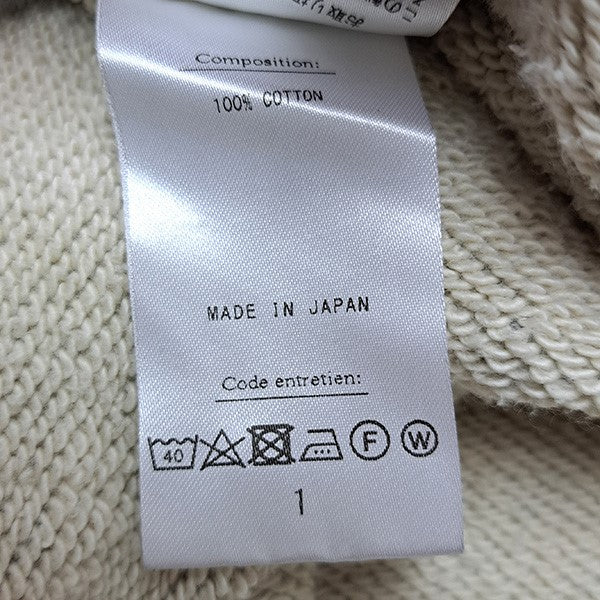 Composition:
100% COTTON
MADE IN JAPAN
Code entretien:
40 F W
1